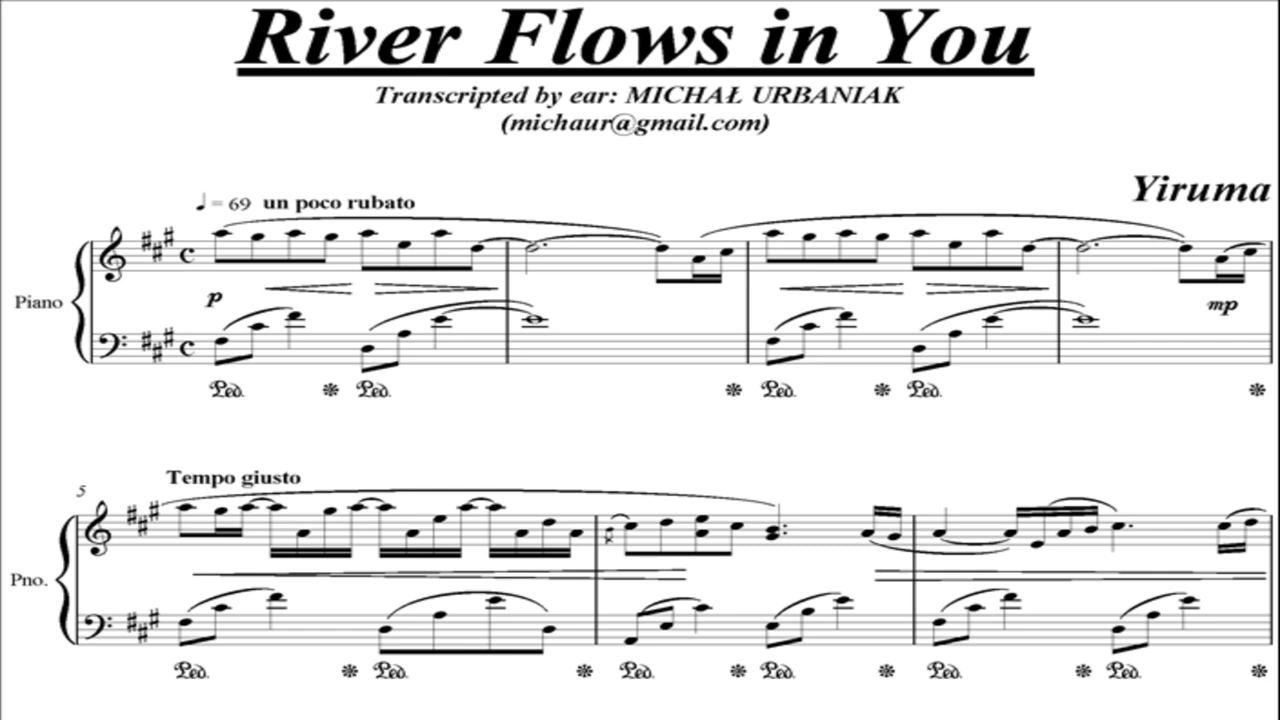 River Flows in You
Transcripted by ear: MICHAŁ URBANIAK
(michaur@gmail.com)
Yiruma
♩ = 69 un poco rubato
Piano
p
mp
Ped. Ped. Ped. Ped.
5
Tempo giusto
Pno.
Ped. Ped. Ped. Ped. Ped. Ped.